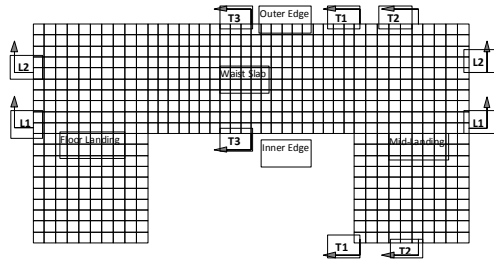 T3
Outer Edge
T1
T2
L2
L2
Waist Slab
L1
L1
Floor Landing
T3
Inner Edge
Mid-Landing
T1
T2